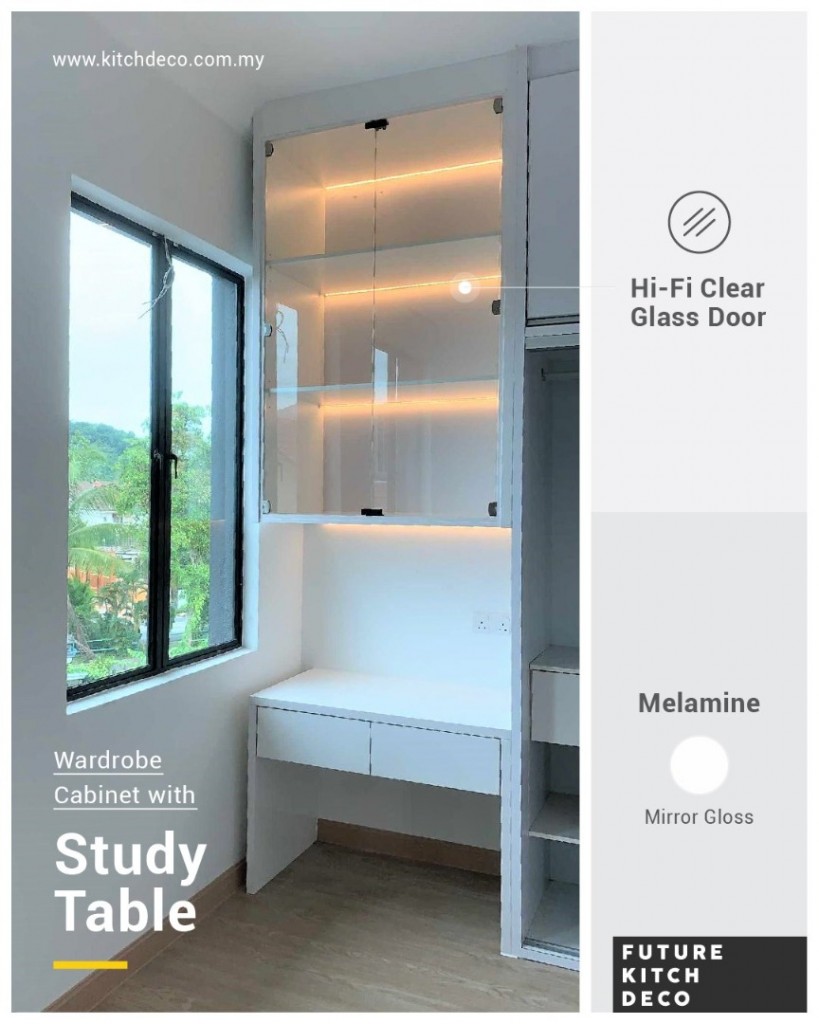 www.kitchdeco.com.my
Hi-Fi Clear
Glass Door
Melamine
Mirror Gloss
Wardrobe
Cabinet with
Study
Table
FUTURE
KITCH
DECO